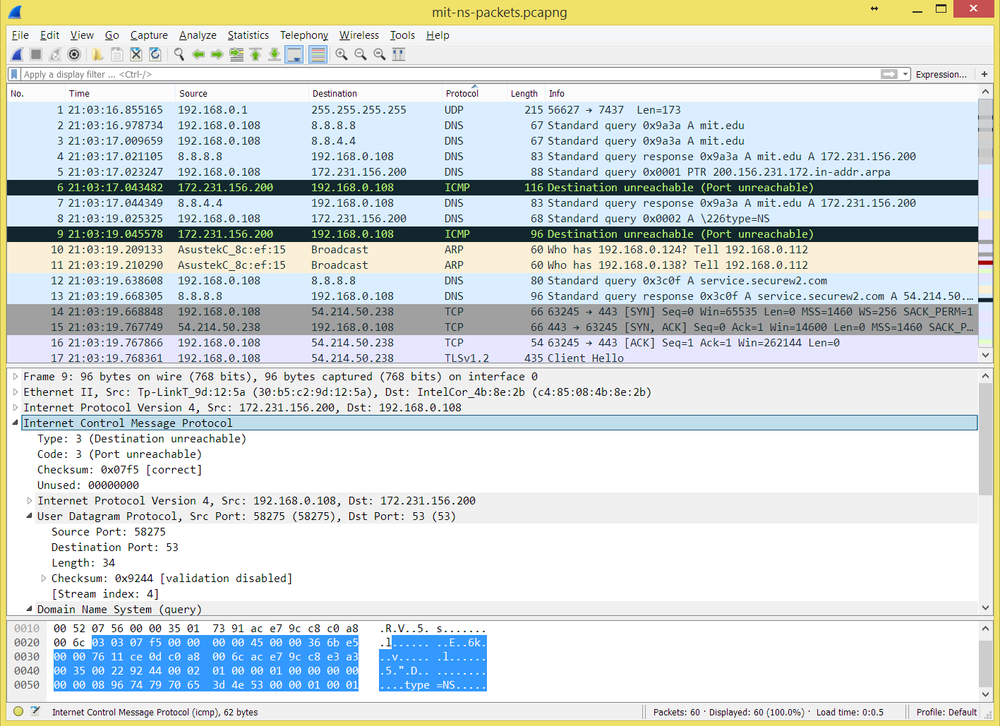 mit-ns-packets.pcapng
File Edit View Go Capture Analyze Statistics Telephony Wireless Tools Help
Apply a display filter ... <Ctrl-/> Expression... +
No. Time Source Destination Protocol Length Info
1 21:03:16.855165 192.168.0.1 255.255.255.255 UDP 215 56627 → 7437 Len=173
2 21:03:16.978734 192.168.0.108 8.8.8.8 DNS 67 Standard query 0x9a3a A mit.edu
3 21:03:17.009659 192.168.0.108 8.8.4.4 DNS 67 Standard query 0x9a3a A mit.edu
4 21:03:17.021105 8.8.8.8 192.168.0.108 DNS 83 Standard query response 0x9a3a A mit.edu A 172.231.156.200
5 21:03:17.023247 192.168.0.108 172.231.156.200 DNS 88 Standard query 0x0001 PTR 200.156.231.172.in-addr.arpa
6 21:03:17.043482 172.231.156.200 192.168.0.108 ICMP 116 Destination unreachable (Port unreachable)
7 21:03:17.044349 8.8.4.4 192.168.0.108 DNS 83 Standard query response 0x9a3a A mit.edu A 172.231.156.200
8 21:03:19.025325 192.168.0.108 172.231.156.200 DNS 68 Standard query 0x0002 A \226type=NS
9 21:03:19.045578 172.231.156.200 192.168.0.108 ICMP 96 Destination unreachable (Port unreachable)
10 21:03:19.209133 AsustekC_8c:ef:15 Broadcast ARP 60 Who has 192.168.0.124? Tell 192.168.0.112
11 21:03:19.210290 AsustekC_8c:ef:15 Broadcast ARP 60 Who has 192.168.0.138? Tell 192.168.0.112
12 21:03:19.638608 192.168.0.108 8.8.8.8 DNS 80 Standard query 0x3c0f A service.securew2.com
13 21:03:19.668305 8.8.8.8 192.168.0.108 DNS 96 Standard query response 0x3c0f A service.securew2.com A 54.214.50.…
14 21:03:19.668848 192.168.0.108 54.214.50.238 TCP 66 63245 → 443 [SYN] Seq=0 Win=65535 Len=0 MSS=1460 WS=256 SACK_PERM=1
15 21:03:19.767749 54.214.50.238 192.168.0.108 TCP 66 443 → 63245 [SYN, ACK] Seq=0 Ack=1 Win=14600 Len=0 MSS=1460 SACK_P…
16 21:03:19.767866 192.168.0.108 54.214.50.238 TCP 54 63245 → 443 [ACK] Seq=1 Ack=1 Win=262144 Len=0
17 21:03:19.768361 192.168.0.108 54.214.50.238 TLSv1.2 435 Client Hello
Frame 9: 96 bytes on wire (768 bits), 96 bytes captured (768 bits) on interface 0
Ethernet II, Src: Tp-LinkT_9d:12:5a (30:b5:c2:9d:12:5a), Dst: IntelCor_4b:8e:2b (c4:85:08:4b:8e:2b)
Internet Protocol Version 4, Src: 172.231.156.200, Dst: 192.168.0.108
Internet Control Message Protocol
Type: 3 (Destination unreachable)
Code: 3 (Port unreachable)
Checksum: 0x07f5 [correct]
Unused: 00000000
Internet Protocol Version 4, Src: 192.168.0.108, Dst: 172.231.156.200
User Datagram Protocol, Src Port: 58275 (58275), Dst Port: 53 (53)
Source Port: 58275
Destination Port: 53
Length: 34
Checksum: 0x9244 [validation disabled]
[Stream index: 4]
Domain Name System (query)
0010 00 52 07 56 00 00 35 01 73 91 ac e7 9c c8 c0 a8 .R.V..5. s.......
0020 00 6c 03 03 07 f5 00 00 00 00 45 00 00 36 6b e5 .l...... ..E..6k.
0030 00 00 76 11 ce 0d c0 a8 00 6c ac e7 9c c8 e3 a3 ..v..... .l......
0040 00 35 00 22 92 44 00 02 01 00 00 01 00 00 00 00 .5.".D.. ........
0050 00 00 08 96 74 79 70 65 3d 4e 53 00 00 01 00 01 ....type =NS.....
Internet Control Message Protocol (icmp), 62 bytes Packets: 60 · Displayed: 60 (100.0%) · Load time: 0:0.5 Profile: Default